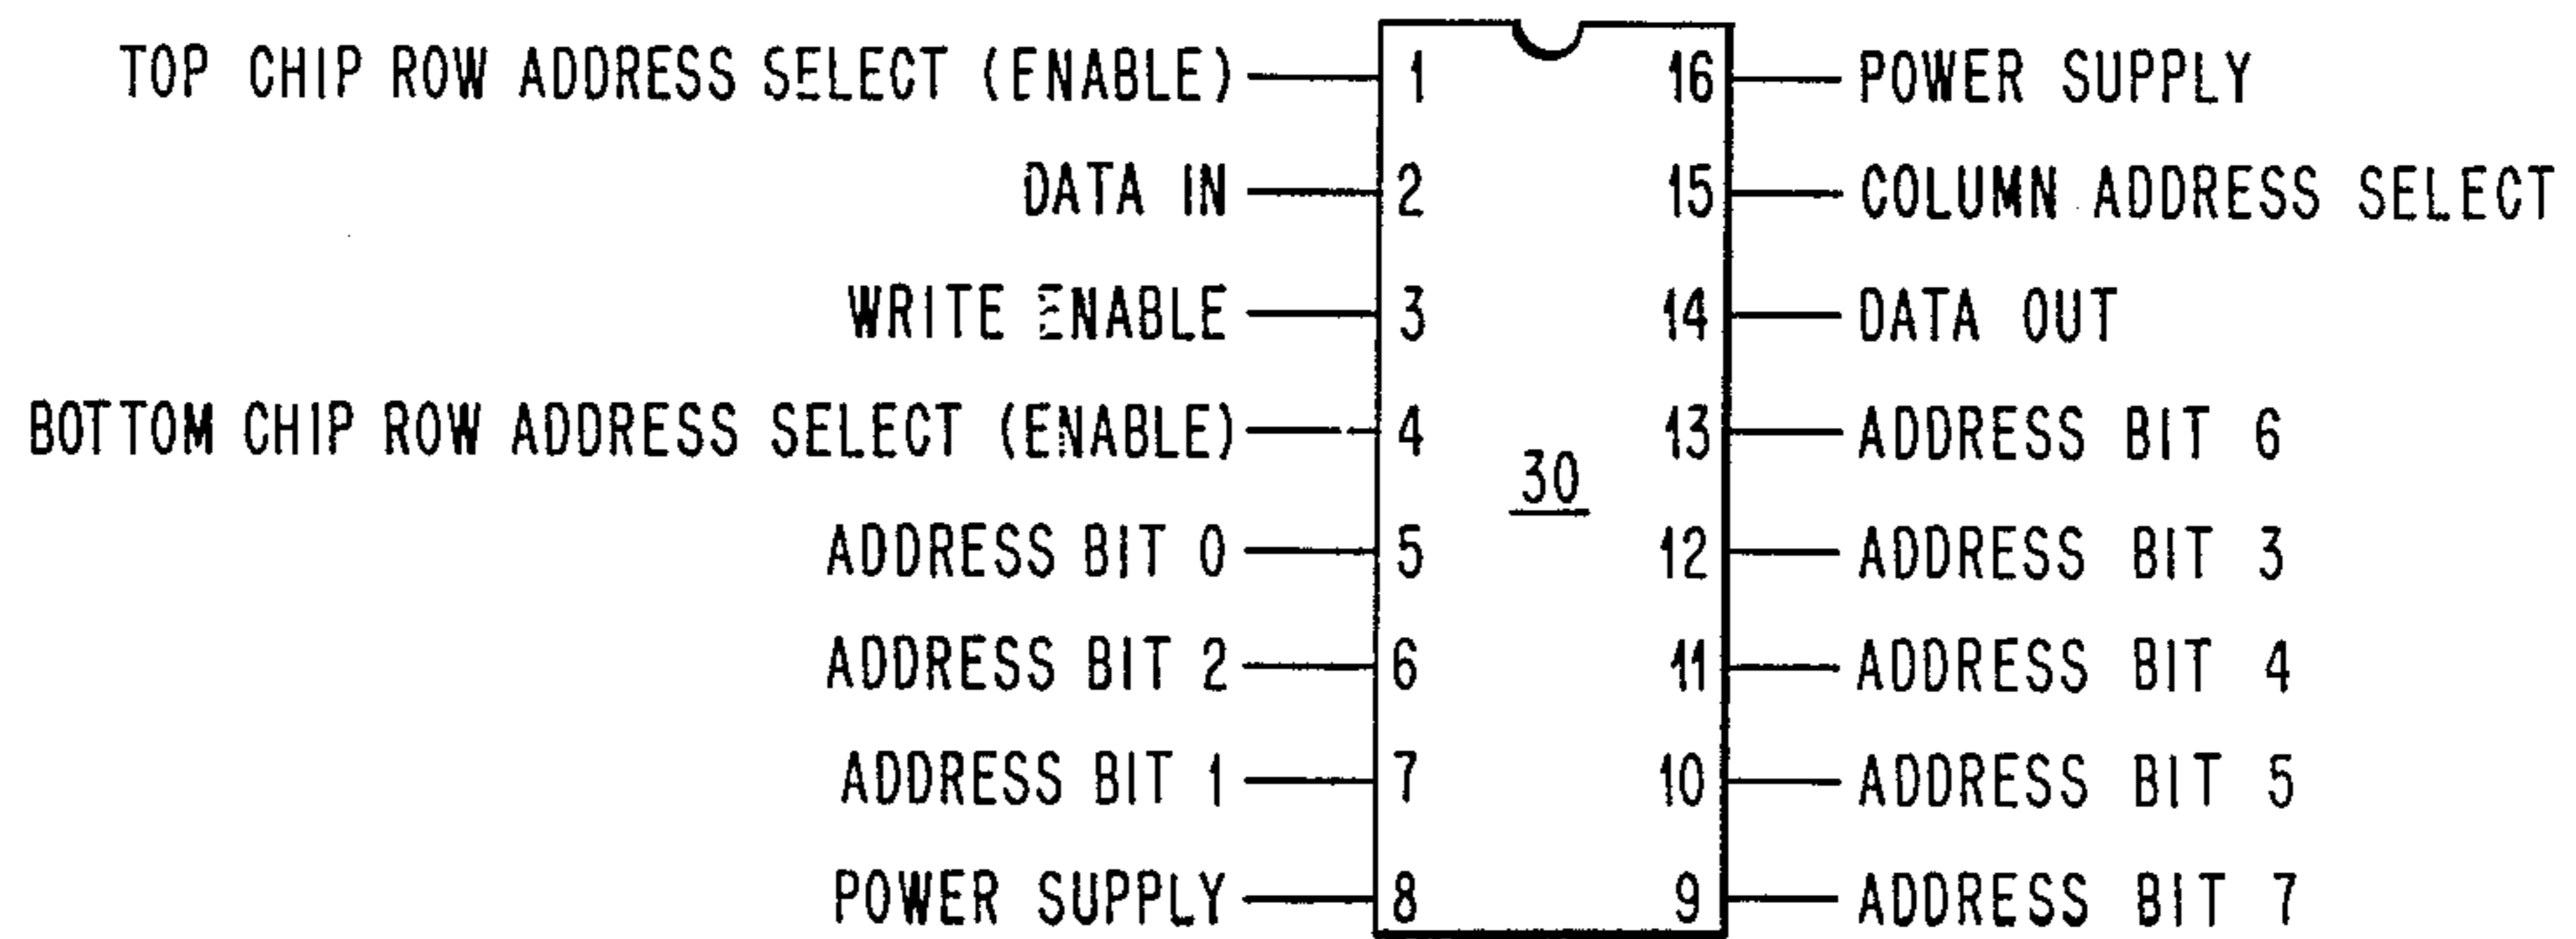 TOP CHIP ROW ADDRESS SELECT (ENABLE) 1 16 POWER SUPPLY
DATA IN 2 15 COLUMN ADDRESS SELECT
WRITE ENABLE 3 14 DATA OUT
BOTTOM CHIP ROW ADDRESS SELECT (ENABLE) 4 13 ADDRESS BIT 6
30
ADDRESS BIT 0 5 12 ADDRESS BIT 3
ADDRESS BIT 2 6 11 ADDRESS BIT 4
ADDRESS BIT 1 7 10 ADDRESS BIT 5
POWER SUPPLY 8 9 ADDRESS BIT 7